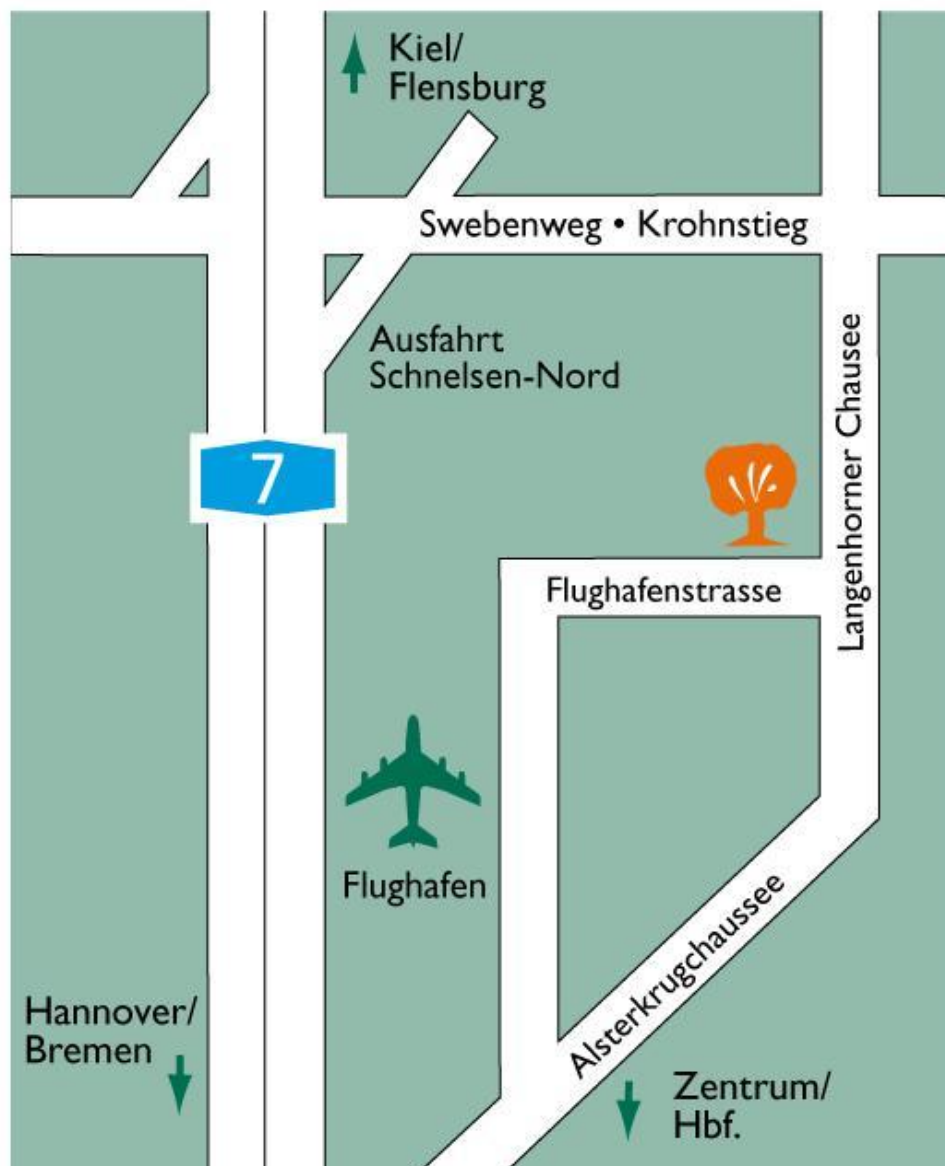 Kiel/
Flensburg
Swebenweg • Krohnstieg
Ausfahrt
Schnelsen-Nord
Langenhorner Chausee
7
Flughafenstrasse
Flughafen
Alsterkrugchaussee
Hannover/
Bremen
Zentrum/
Hbf.